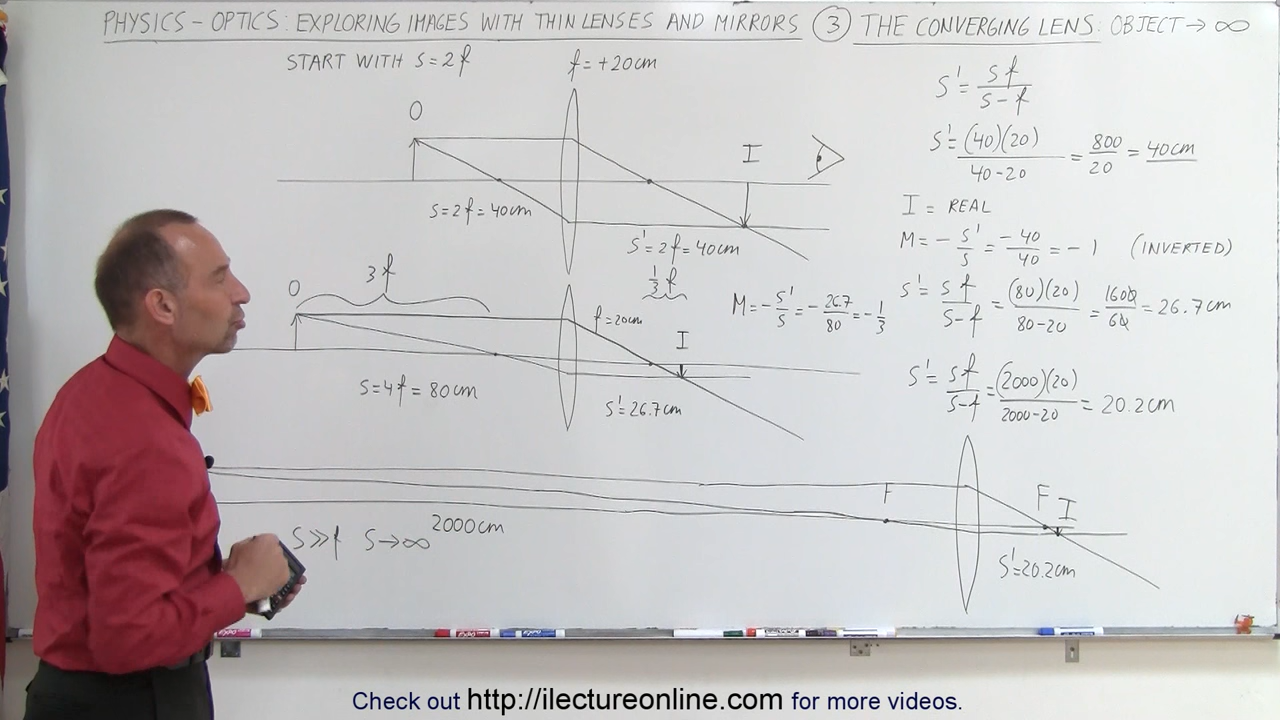 PHYSICS - OPTICS: EXPLORING IMAGES WITH THIN LENSES AND MIRRORS ③ THE CONVERGING LENS: OBJECT → ∞
START WITH S = 2f
f = +20cm
O
I
S = 2f = 40cm
S' = 2f = 40cm
S' = Sf / S-f
S' = (40)(20) / 40-20 = 800/20 = 40cm
I = REAL
M = - S'/S = -40/40 = -1 (INVERTED)
3f
O
1/3 f
f = 20cm
I
S = 4f = 80cm
S' = 26.7cm
M = - S'/S = - 26.7/80 = - 1/3
S' = Sf / S-f = (80)(20) / 80-20 = 1600/60 = 26.7cm
S' = Sf / S-f = (2000)(20) / 2000-20 = 20.2cm
F
F
I
S>>f S→∞ 2000cm
S' = 20.2cm
EXPO
EXPO
Check out http://ilectureonline.com for more videos.